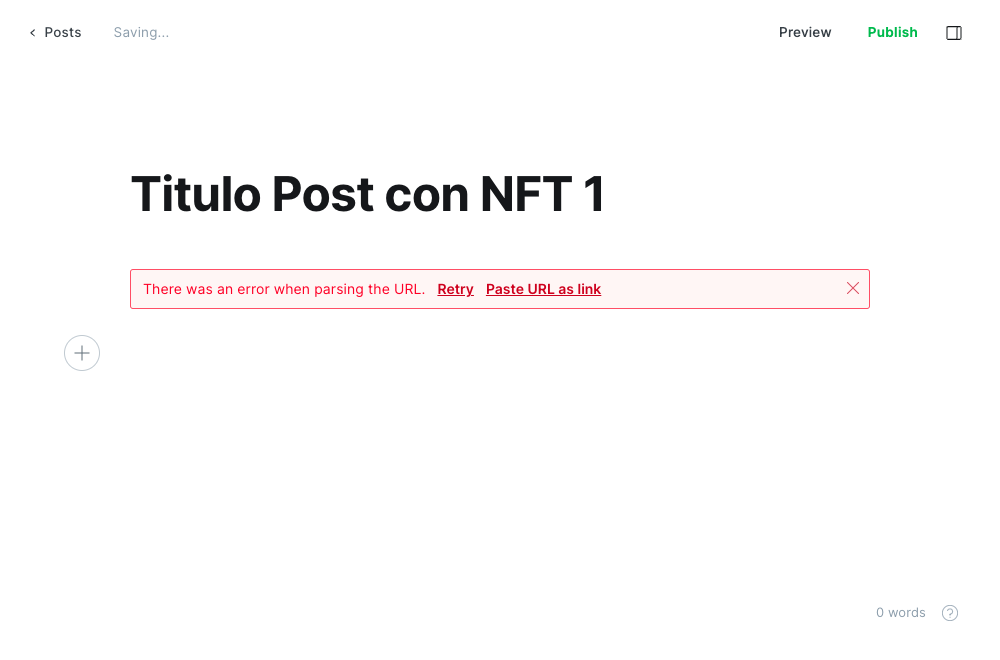 Posts Saving... Preview Publish
Titulo Post con NFT 1
There was an error when parsing the URL. Retry Paste URL as link
0 words ?